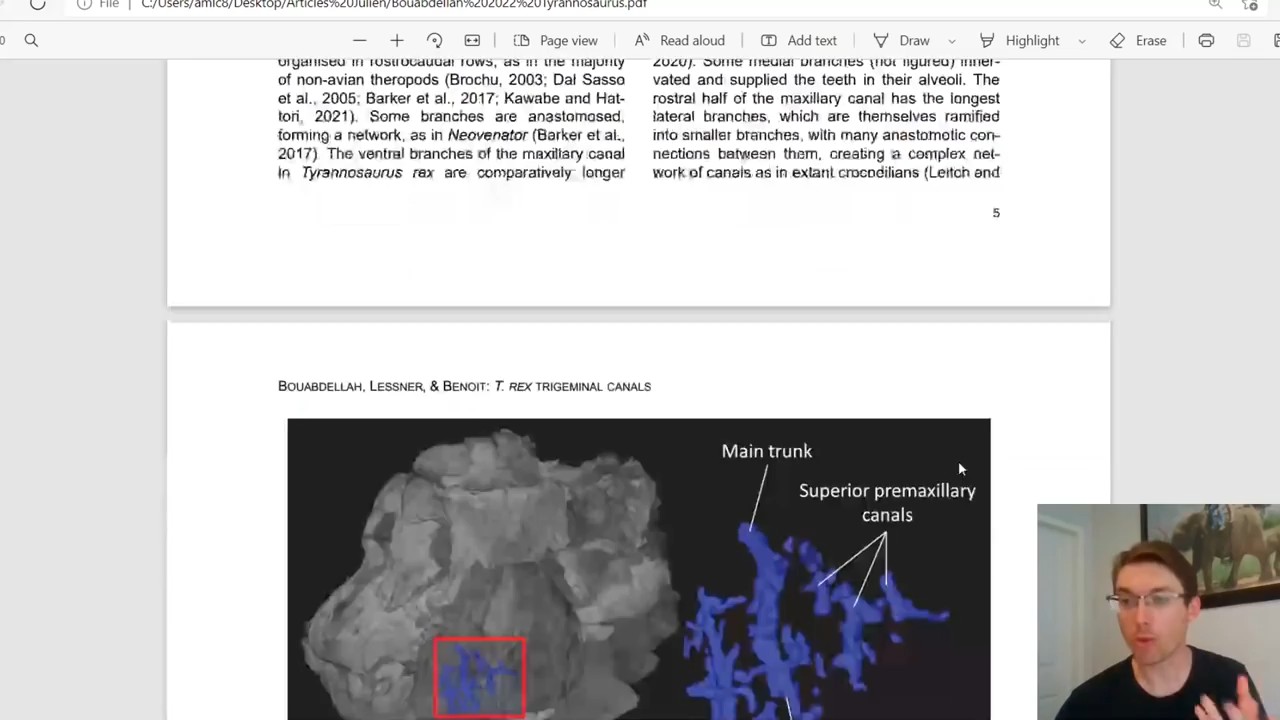 File
C:/Users/amic8/Desktop/Articles%20Julien/Bouabdellah%202022%20Tyrannosaurus.pdf
0
Page view
Read aloud
Add text
Draw
Highlight
Erase
organised in rostrocaudal rows, as in the majority
of non-avian theropods (Brochu, 2003; Dal Sasso
et al., 2005; Barker et al., 2017; Kawabe and Hat-
tori, 2021). Some branches are anastomosed,
forming a network, as in Neovenator (Barker et al.,
2017). The ventral branches of the maxillary canal
in Tyrannosaurus rex are comparatively longer
2020). Some medial branches (not figured) inner-
vated and supplied the teeth in their alveoli. The
rostral half of the maxillary canal has the longest
lateral branches, which are themselves ramified
into smaller branches, with many anastomotic con-
nections between them, creating a complex net-
work of canals as in extant crocodilians (Leitch and
5
BOUABDELLAH, LESSNER, & BENOIT: T. REX TRIGEMINAL CANALS
Main trunk
Superior premaxillary
canals